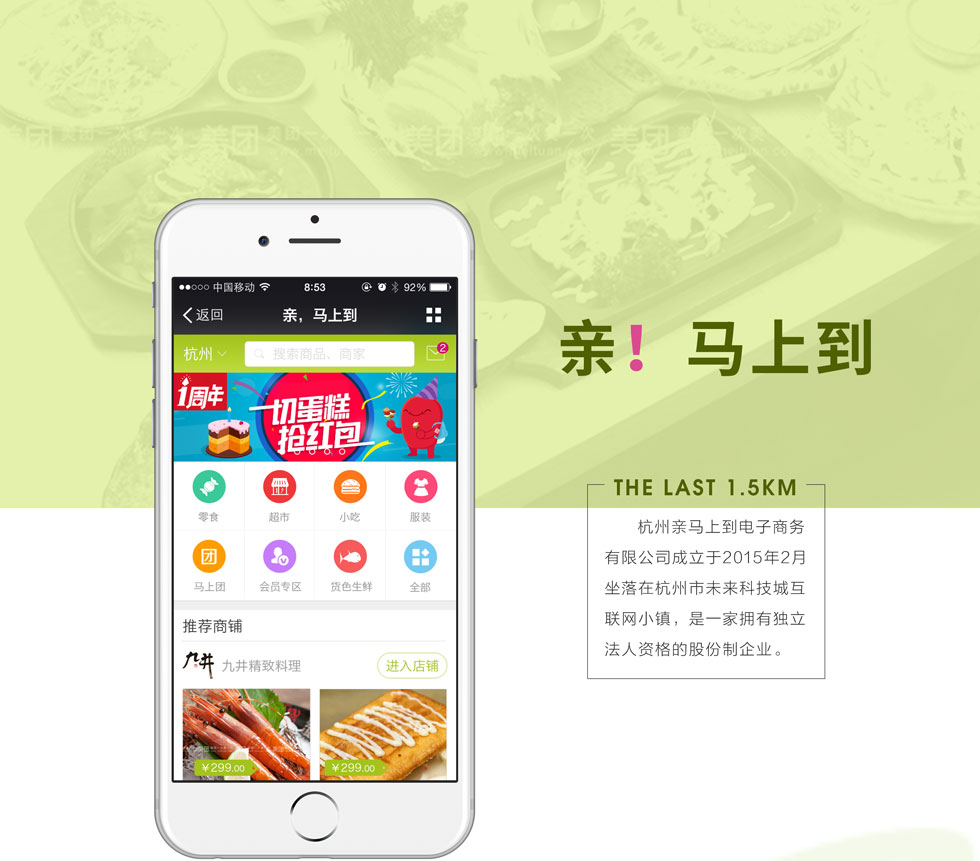 美团一次美一次
美团
美团一次美一次
美团
中国移动
8:53
92%
返回
亲，马上到
杭州
搜索商品、商家
2
1周年
一切蛋糕
抢红包
零食
超市
小吃
服装
马上团
会员专区
货色生鲜
全部
推荐商铺
九井
九井精致料理
进入店铺
¥299.00
¥299.00
亲！马上到
THE LAST 1.5KM
杭州亲马上到电子商务
有限公司成立于2015年2月
坐落在杭州市未来科技城互
联网小镇，是一家拥有独立
法人资格的股份制企业。